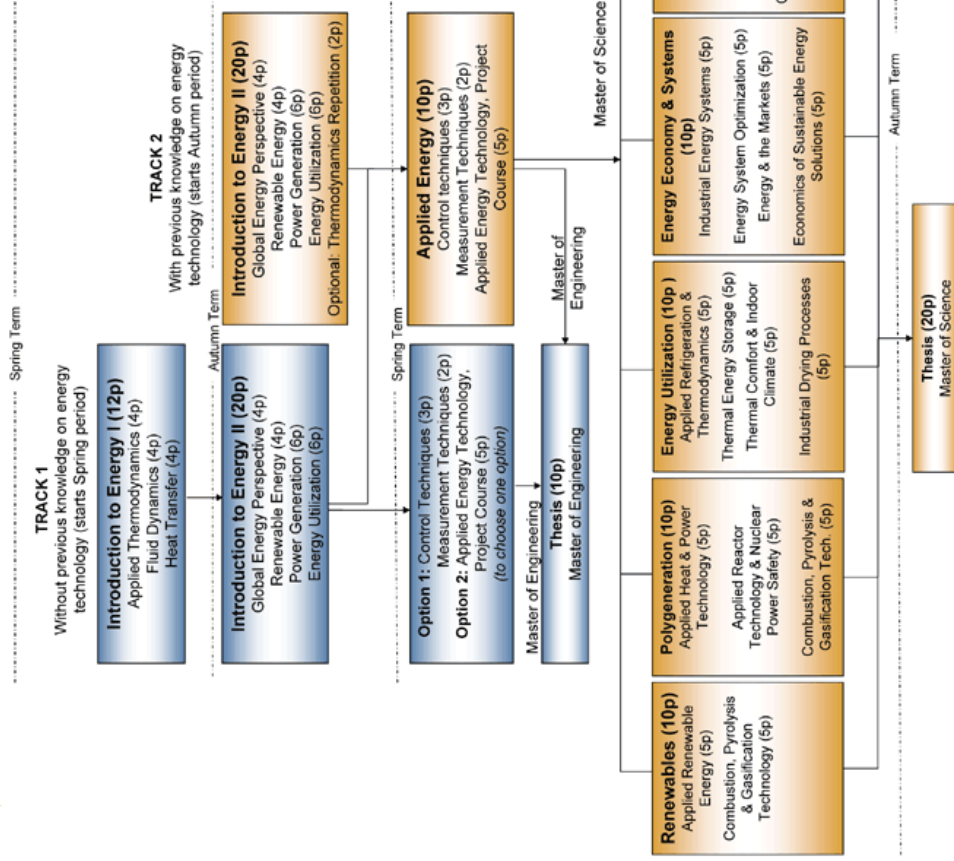 Spring Term
TRACK 1
Without previous knowledge on energy
technology (starts Spring period)
Introduction to Energy I (12p)
Applied Thermodynamics (4p)
Fluid Dynamics (4p)
Heat Transfer (4p)
TRACK 2
With previous knowledge on energy
technology (starts Autumn period)
Autumn Term
Introduction to Energy II (20p)
Global Energy Perspective (4p)
Renewable Energy (4p)
Power Generation (6p)
Energy Utilization (6p)
Introduction to Energy II (20p)
Global Energy Perspective (4p)
Renewable Energy (4p)
Power Generation (6p)
Energy Utilization (6p)
Optional: Thermodynamics Repetition (2p)
Spring Term
Option 1: Control Techniques (3p)
Measurement Techniques (2p)
Option 2: Applied Energy Technology,
Project Course (5p)
(to choose one option)
Applied Energy (10p)
Control techniques (3p)
Measurement Techniques (2p)
Applied Energy Technology, Project
Course (5p)
Master of Engineering
Thesis (10p)
Master of Engineering
Master of
Engineering
Master of Science
Renewables (10p)
Applied Renewable
Energy (5p)
Combustion, Pyrolysis
& Gasification
Technology (5p)
Polygeneration (10p)
Applied Heat & Power
Technology (5p)
Applied Reactor
Technology & Nuclear
Power Safety (5p)
Combustion, Pyrolysis &
Gasification Tech. (5p)
Energy Utilization (10p )
Applied Refrigeration &
Thermodynamics (5p)
Thermal Energy Storage (5p)
Thermal Comfort & Indoor
Climate (5p)
Industrial Drying Processes
(5p)
Energy Economy & Systems
(10p)
Industrial Energy Systems (5p)
Energy System Optimization (5p)
Energy & the Markets (5p)
Economics of Sustainable Energy
Solutions (5p)
Autumn Term
Thesis (20p)
Master of Science